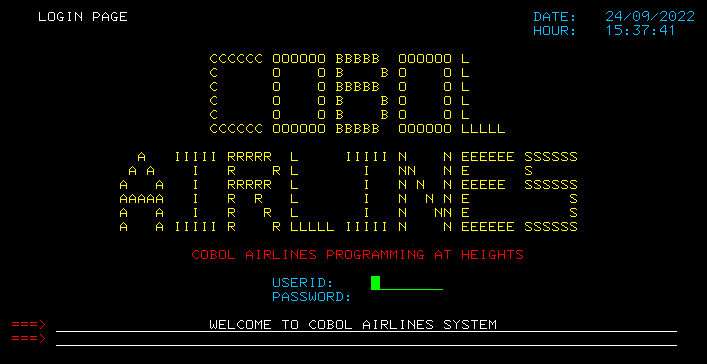 LOGIN PAGE DATE: 24/09/2022
HOUR: 15:37:41
CCCCCC OOOOOO BBBBB  OOOOOO L
C      O    O B    B O    O L
C      O    O BBBBB  O    O L
C      O    O B    B O    O L
C      O    O B    B O    O L
CCCCCC OOOOOO BBBBB  OOOOOO LLLLL
  A   IIIII RRRRR  L     IIIII N    N EEEEEE SSSSSS
 A A    I   R    R L       I   NN   N E      S
A   A   I   RRRRR  L       I   N N  N EEEEE  SSSSSS
AAAAA   I   R  R   L       I   N  N N E           S
A   A   I   R   R  L       I   N   NN E           S
A   A IIIII R    R LLLLL IIIII N    N EEEEEE SSSSSS
COBOL AIRLINES PROGRAMMING AT HEIGHTS
USERID:
PASSWORD:
===> WELCOME TO COBOL AIRLINES SYSTEM
===>